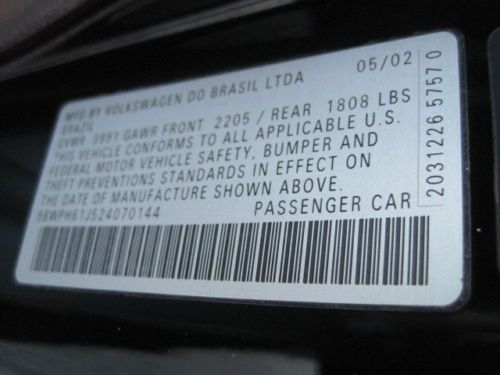 MFD BY VOLKSWAGEN DO BRASIL LTDA 05/02
BRAZIL
GVWR 3991 GAWR FRONT 2205 / REAR 1808 LBS
THIS VEHICLE CONFORMS TO ALL APPLICABLE U.S.
FEDERAL MOTOR VEHICLE SAFETY, BUMPER AND
THEFT PREVENTIONS STANDARDS IN EFFECT ON
THE DATE OF MANUFACTURE SHOWN ABOVE.
9BWPH61J524070144 PASSENGER CAR
2031226 5757 0